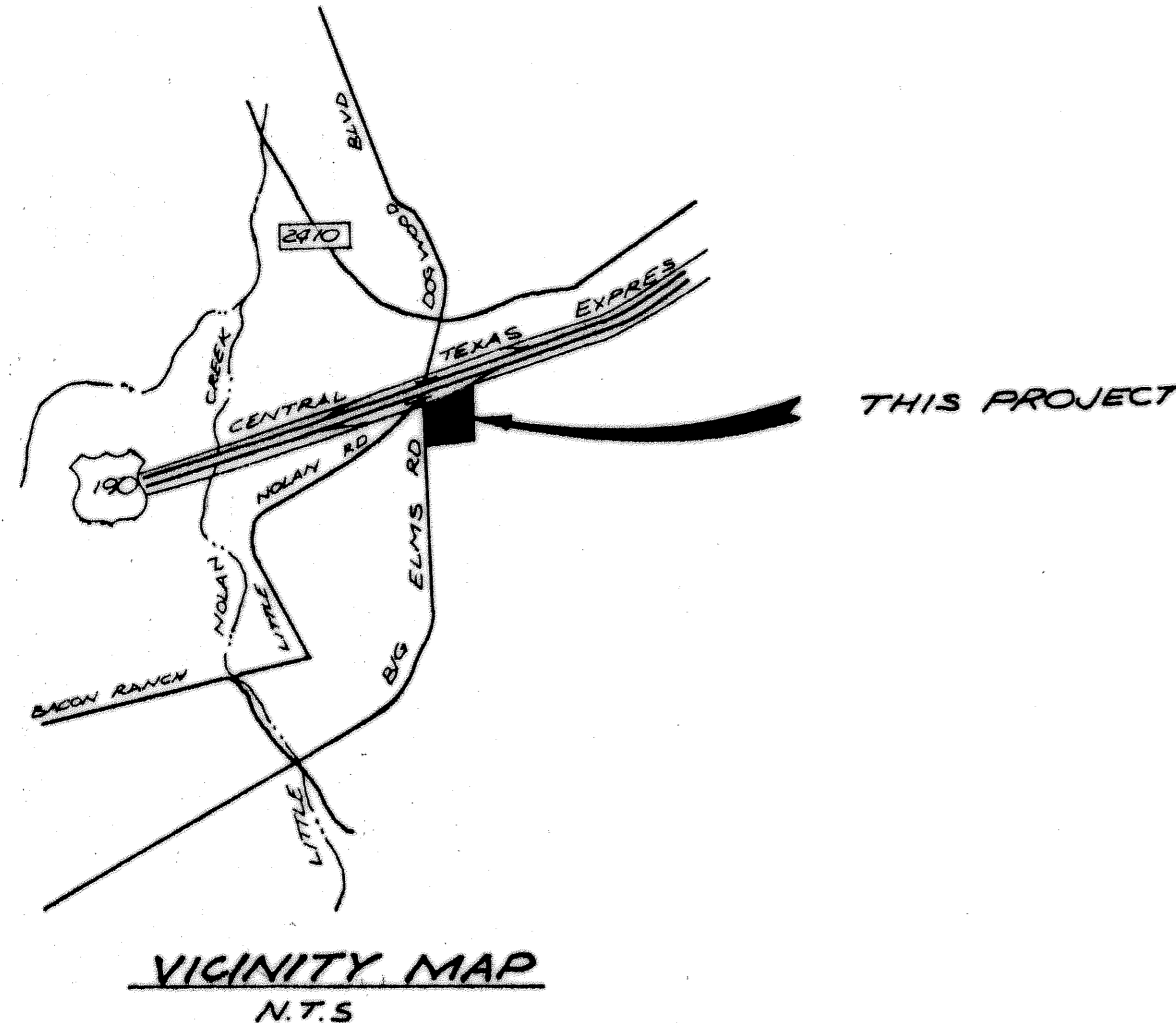 BLVD
DOSWOOD
2410
CENTRAL TEXAS EXPRES
THIS PROJECT
CREEK
190
NOLAN RD
ELMS RD
NOLAN
LITTLE
BIG
BACON RANCH
LITTLE
VICINITY MAP
N.T.S